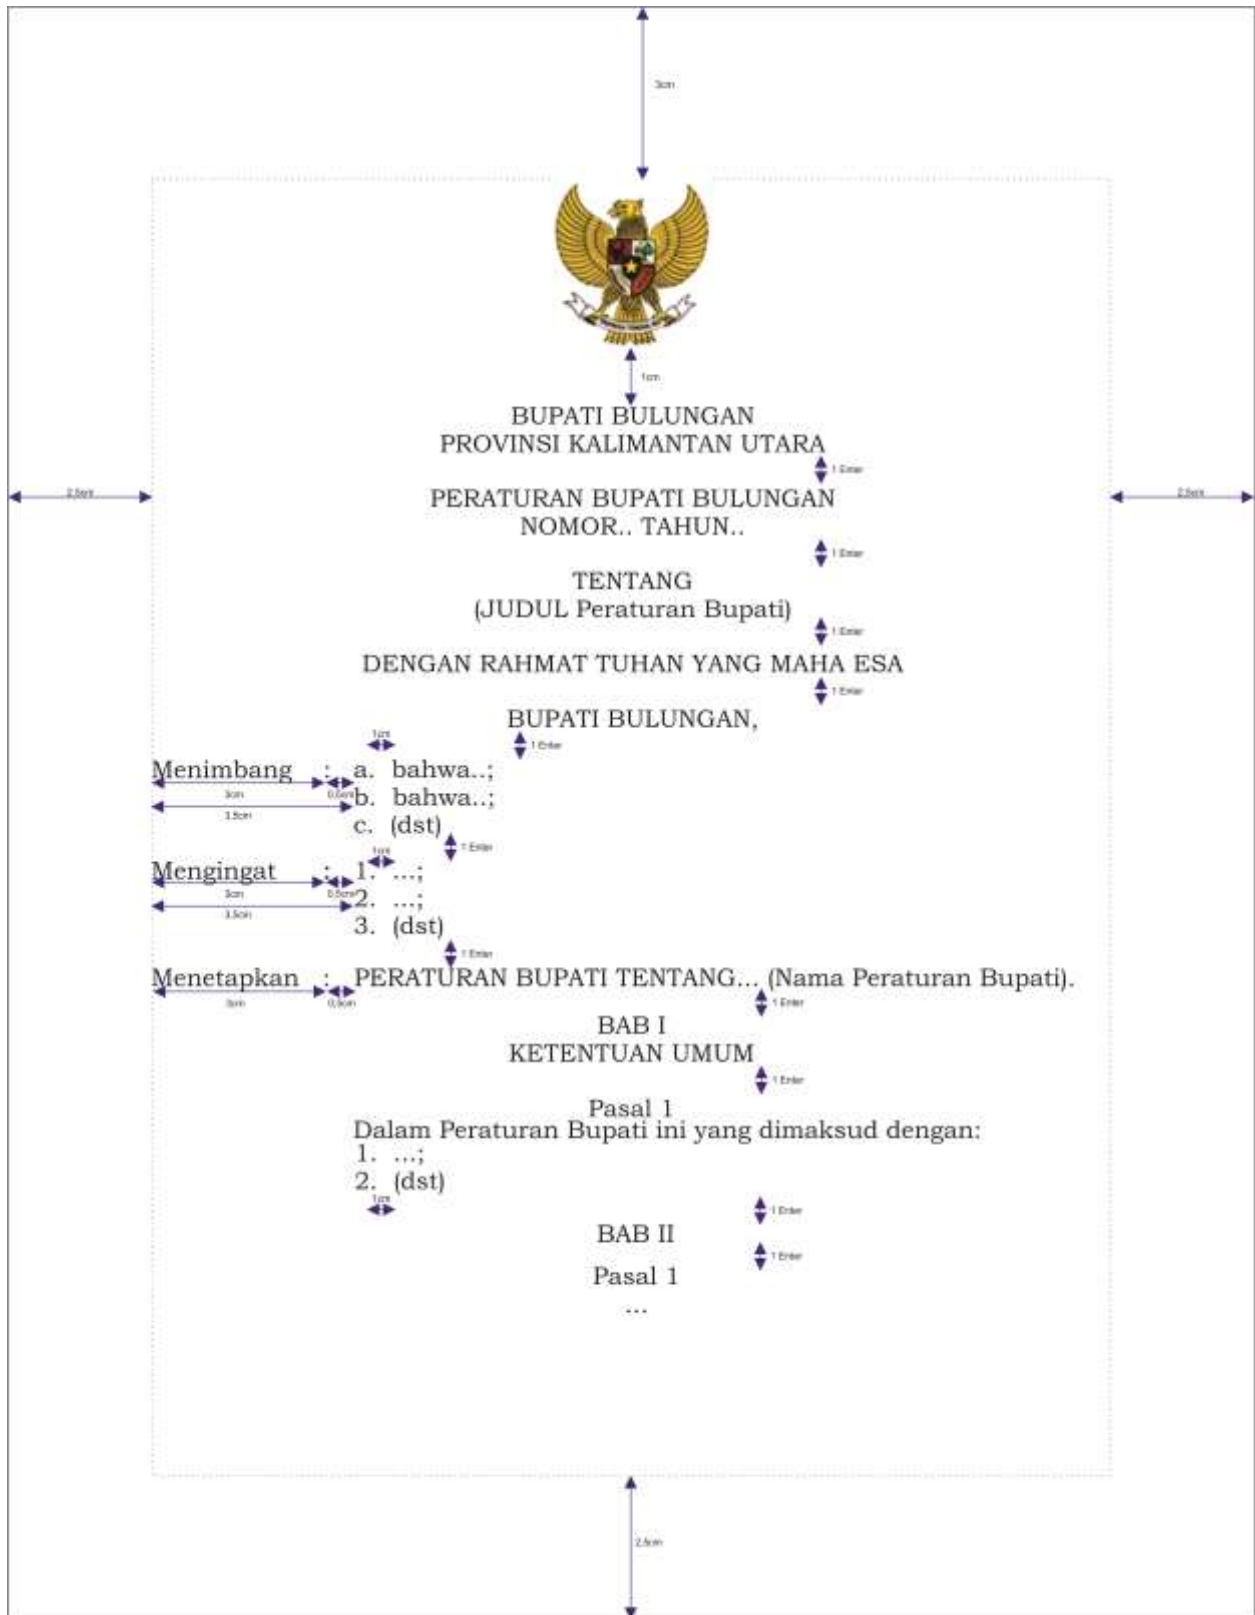 3cm
1cm
BUPATI BULUNGAN
PROVINSI KALIMANTAN UTARA
1 Enter
2,5cm
2,5cm
PERATURAN BUPATI BULUNGAN
NOMOR.. TAHUN..
1 Enter
TENTANG
(JUDUL Peraturan Bupati)
1 Enter
DENGAN RAHMAT TUHAN YANG MAHA ESA
1 Enter
BUPATI BULUNGAN,
1cm
1 Enter
Menimbang : a. bahwa..;
3cm 0,5cm
b. bahwa..;
3,5cm
c. (dst)
1 Enter
1cm
Mengingat : 1. ...;
3cm 0,5cm
2. ...;
3,5cm
3. (dst)
1 Enter
Menetapkan : PERATURAN BUPATI TENTANG... (Nama Peraturan Bupati).
3cm 0,5cm
1 Enter
BAB I
KETENTUAN UMUM
1 Enter
Pasal 1
Dalam Peraturan Bupati ini yang dimaksud dengan:
1. ...;
2. (dst)
1cm
1 Enter
BAB II
1 Enter
Pasal 1
...
2,5cm